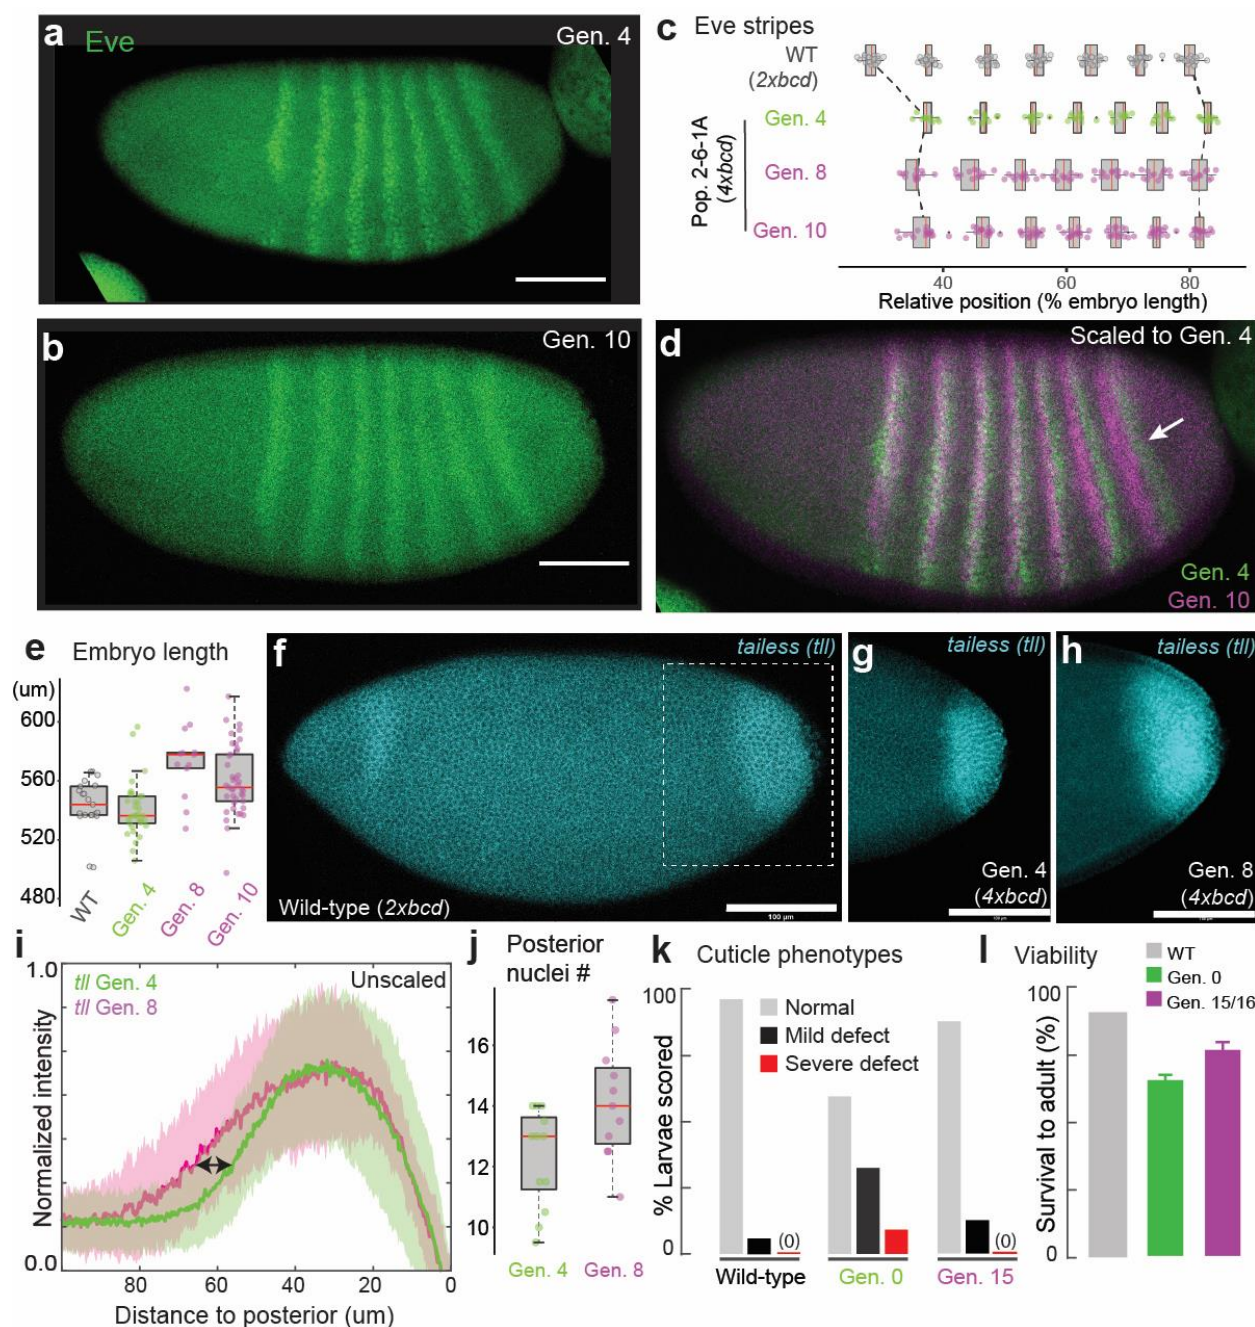 a
Eve
Gen. 4
b
Gen. 10
c Eve stripes
WT
(2xbcd)
Pop. 2-6-1A
(4xbcd)
Gen. 4
Gen. 8
Gen. 10
40 60 80
Relative position (% embryo length)
d
Scaled to Gen. 4
Gen. 4
Gen. 10
e Embryo length
(um)
600
560
520
480
WT Gen. 4 Gen. 8 Gen. 10
f
tailess (tll)
Wild-type (2xbcd)
100 µm
g
tailess (tll)
Gen. 4
(4xbcd)
h
tailess (tll)
Gen. 8
(4xbcd)
i
1.0
tll Gen. 4
tll Gen. 8
Unscaled
Normalized intensity
0.0
80 60 40 20 0
Distance to posterior (um)
j Posterior
nuclei #
16
14
12
10
Gen. 4 Gen. 8
k Cuticle phenotypes
100
% Larvae scored
0
Normal
Mild defect
Severe defect
(0)
(0)
Wild-type Gen. 0 Gen. 15
l Viability
WT
Gen. 0
Gen. 15/16
100
Survival to adult (%)
0